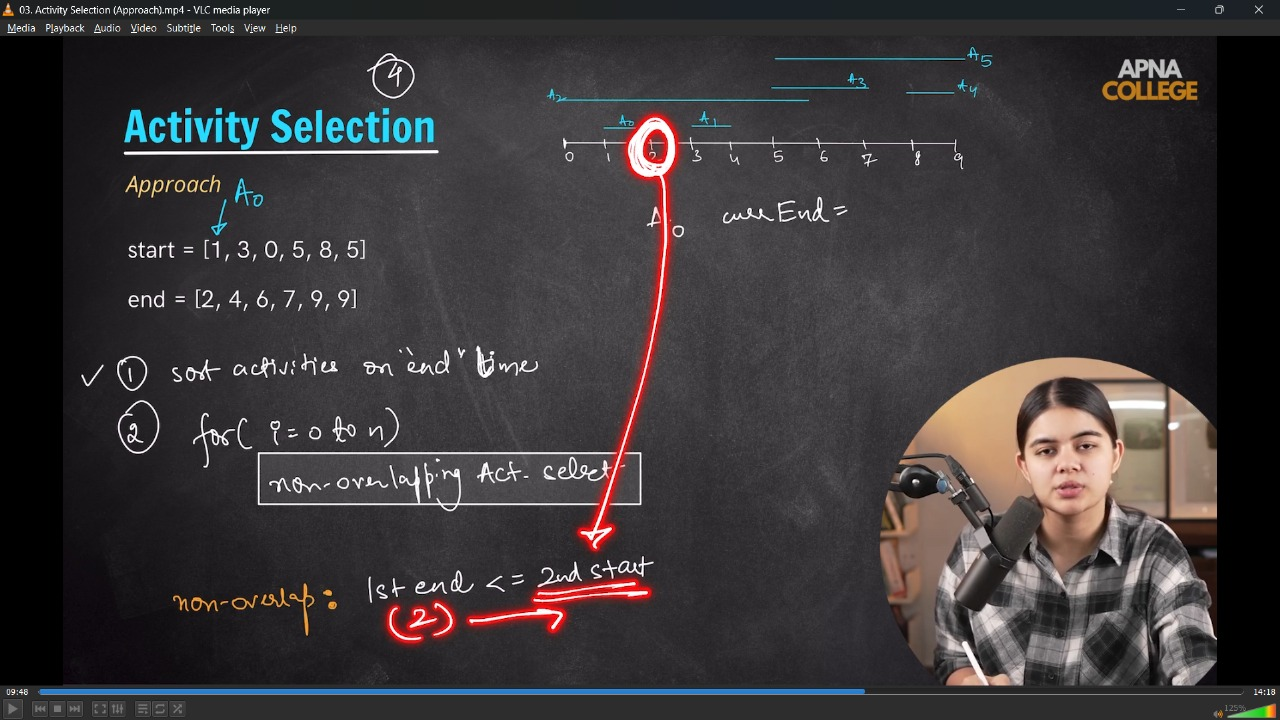 03. Activity Selection (Approach).mp4 - VLC media player
Media Playback Audio Video Subtitle Tools View Help
4
Activity Selection
APNA
COLLEGE
A5
A3
A4
A2
A0
A1
0 1 2 3 4 5 6 7 8 9
Approach
A0
A0 currEnd =
start = [1, 3, 0, 5, 8, 5]
end = [2, 4, 6, 7, 9, 9]
1 sort activities on "end" time
2 for( i = 0 to n)
non-overlapping Act. select
non-overlap: 1st end <= 2nd start
(2)
09:48
14:18
125%